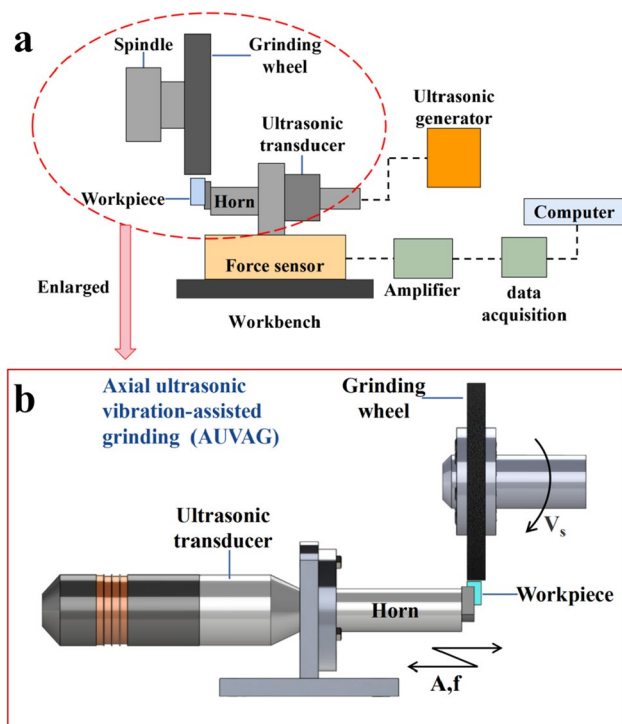 a
Spindle
Grinding
wheel
Ultrasonic
transducer
Ultrasonic
generator
Workpiece
Horn
Computer
Force sensor
Enlarged
Amplifier
data
acquisition
Workbench
b
Axial ultrasonic
vibration-assisted
grinding (AUVAG)
Grinding
wheel
Ultrasonic
transducer
Vs
Horn
Workpiece
A,f